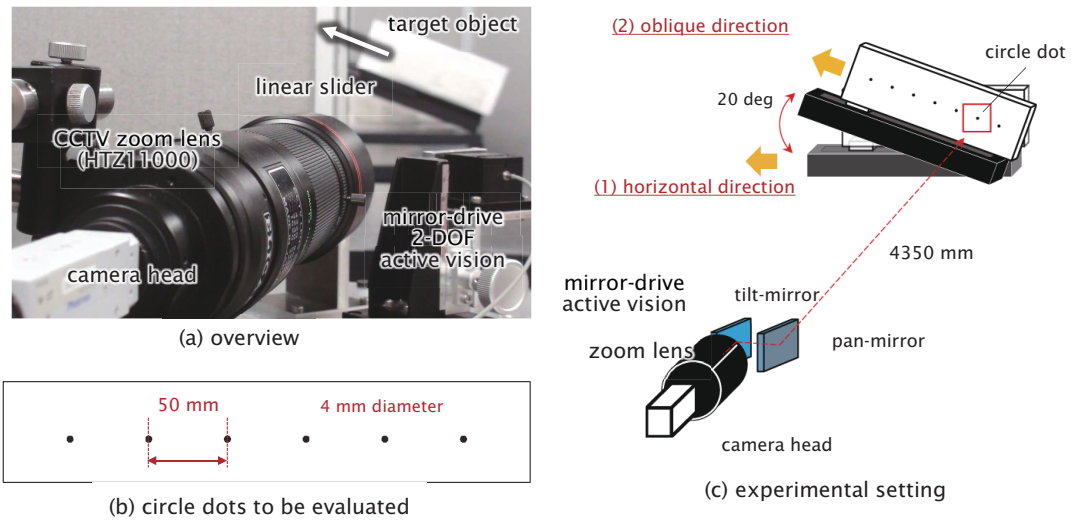 target object
linear slider
CCTV zoom lens
(HTZ11000)
mirror-drive
2-DOF
active vision
camera head
(a) overview
50 mm
4 mm diameter
(b) circle dots to be evaluated
(2) oblique direction
circle dot
20 deg
(1) horizontal direction
4350 mm
mirror-drive
active vision
tilt-mirror
pan-mirror
zoom lens
camera head
(c) experimental setting